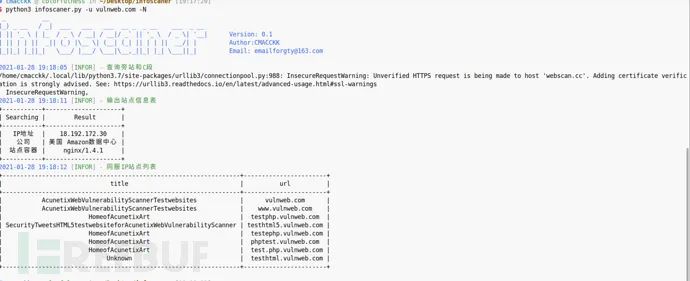 # cmacckk @ colorfulness in ~/Desktop/infoscaner [19:17:20]
$ python3 infoscaner.py -u vulnweb.com -N
Version: 0.1
Author:CMACCKK
Email: emailforgty@163.com
2021-01-28 19:18:05 [INFOR] - 查询旁站和C段
/home/cmacckk/.local/lib/python3.7/site-packages/urllib3/connectionpool.py:988: InsecureRequestWarning: Unverified HTTPS request is being made to host 'webscan.cc'. Adding certificate verific
ation is strongly advised. See: https://urllib3.readthedocs.io/en/latest/advanced-usage.html#ssl-warnings
InsecureRequestWarning,
2021-01-28 19:18:11 [INFOR] - 输出站点信息表
| Searching | Result |
| IP地址 | 18.192.172.30 |
| 公司 | 美国 Amazon数据中心 |
| 站点容器 | nginx/1.4.1 |
2021-01-28 19:18:12 [INFOR] - 同服IP站点列表
| title | url |
| AcunetixWebVulnerabilityScannerTestwebsites | vulnweb.com |
| AcunetixWebVulnerabilityScannerTestwebsites | www.vulnweb.com |
| HomeofAcunetixArt | testphp.vulnweb.com |
| SecurityTweetsHTML5testwebsiteforAcunetixWebVulnerabilityScanner | testhtml5.vulnweb.com |
| HomeofAcunetixArt | testephp.vulnweb.com |
| HomeofAcunetixArt | phptest.vulnweb.com |
| HomeofAcunetixArt | test.php.vulnweb.com |
| Unknown | testhtml.vulnweb.com |
FREEBUF